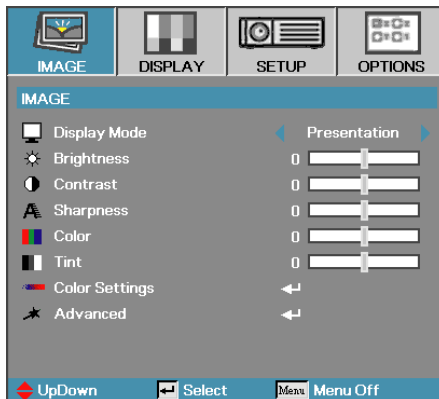 IMAGE DISPLAY SETUP OPTIONS
IMAGE
Display Mode Presentation
Brightness 0
Contrast 0
Sharpness 0
Color 0
Tint 0
Color Settings
Advanced
UpDown Select Menu Menu Off